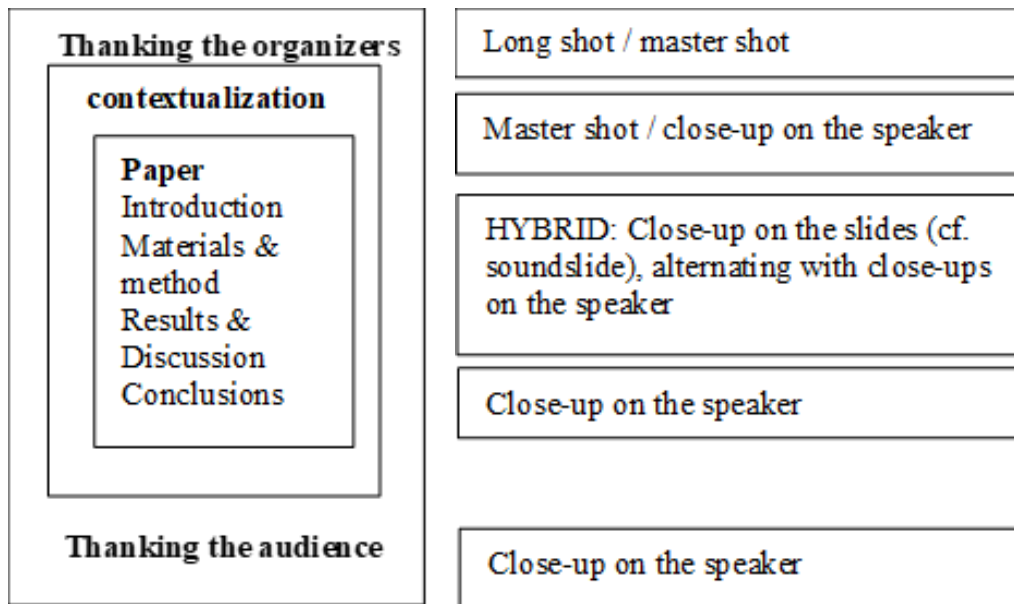 Thanking the organizers
contextualization
Paper
Introduction
Materials &
method
Results &
Discussion
Conclusions
Thanking the audience
Long shot / master shot
Master shot / close-up on the speaker
HYBRID: Close-up on the slides (cf.
soundslide), alternating with close-ups
on the speaker
Close-up on the speaker
Close-up on the speaker